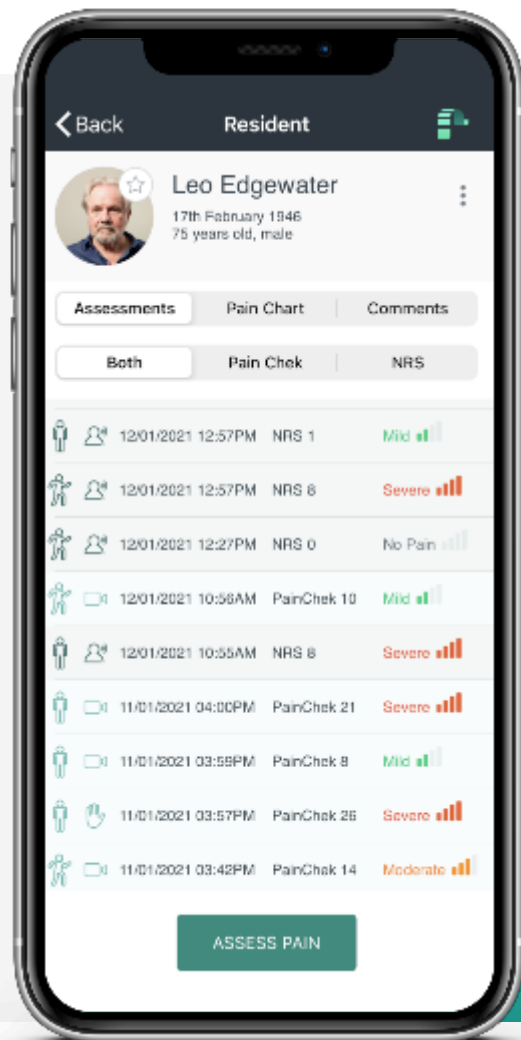 Back Resident
Leo Edgewater
17th February 1946
75 years old, male
Assessments Pain Chart Comments
Both Pain Chek NRS
12/01/2021 12:57PM NRS 1 Mild
12/01/2021 12:57PM NRS 8 Severe
12/01/2021 12:27PM NRS 0 No Pain
12/01/2021 10:56AM PainChek 10 Mild
12/01/2021 10:55AM NRS 8 Severe
11/01/2021 04:00PM PainChek 21 Severe
11/01/2021 03:59PM PainChek 8 Mild
11/01/2021 03:57PM PainChek 26 Severe
11/01/2021 03:42PM PainChek 14 Moderate
ASSESS PAIN